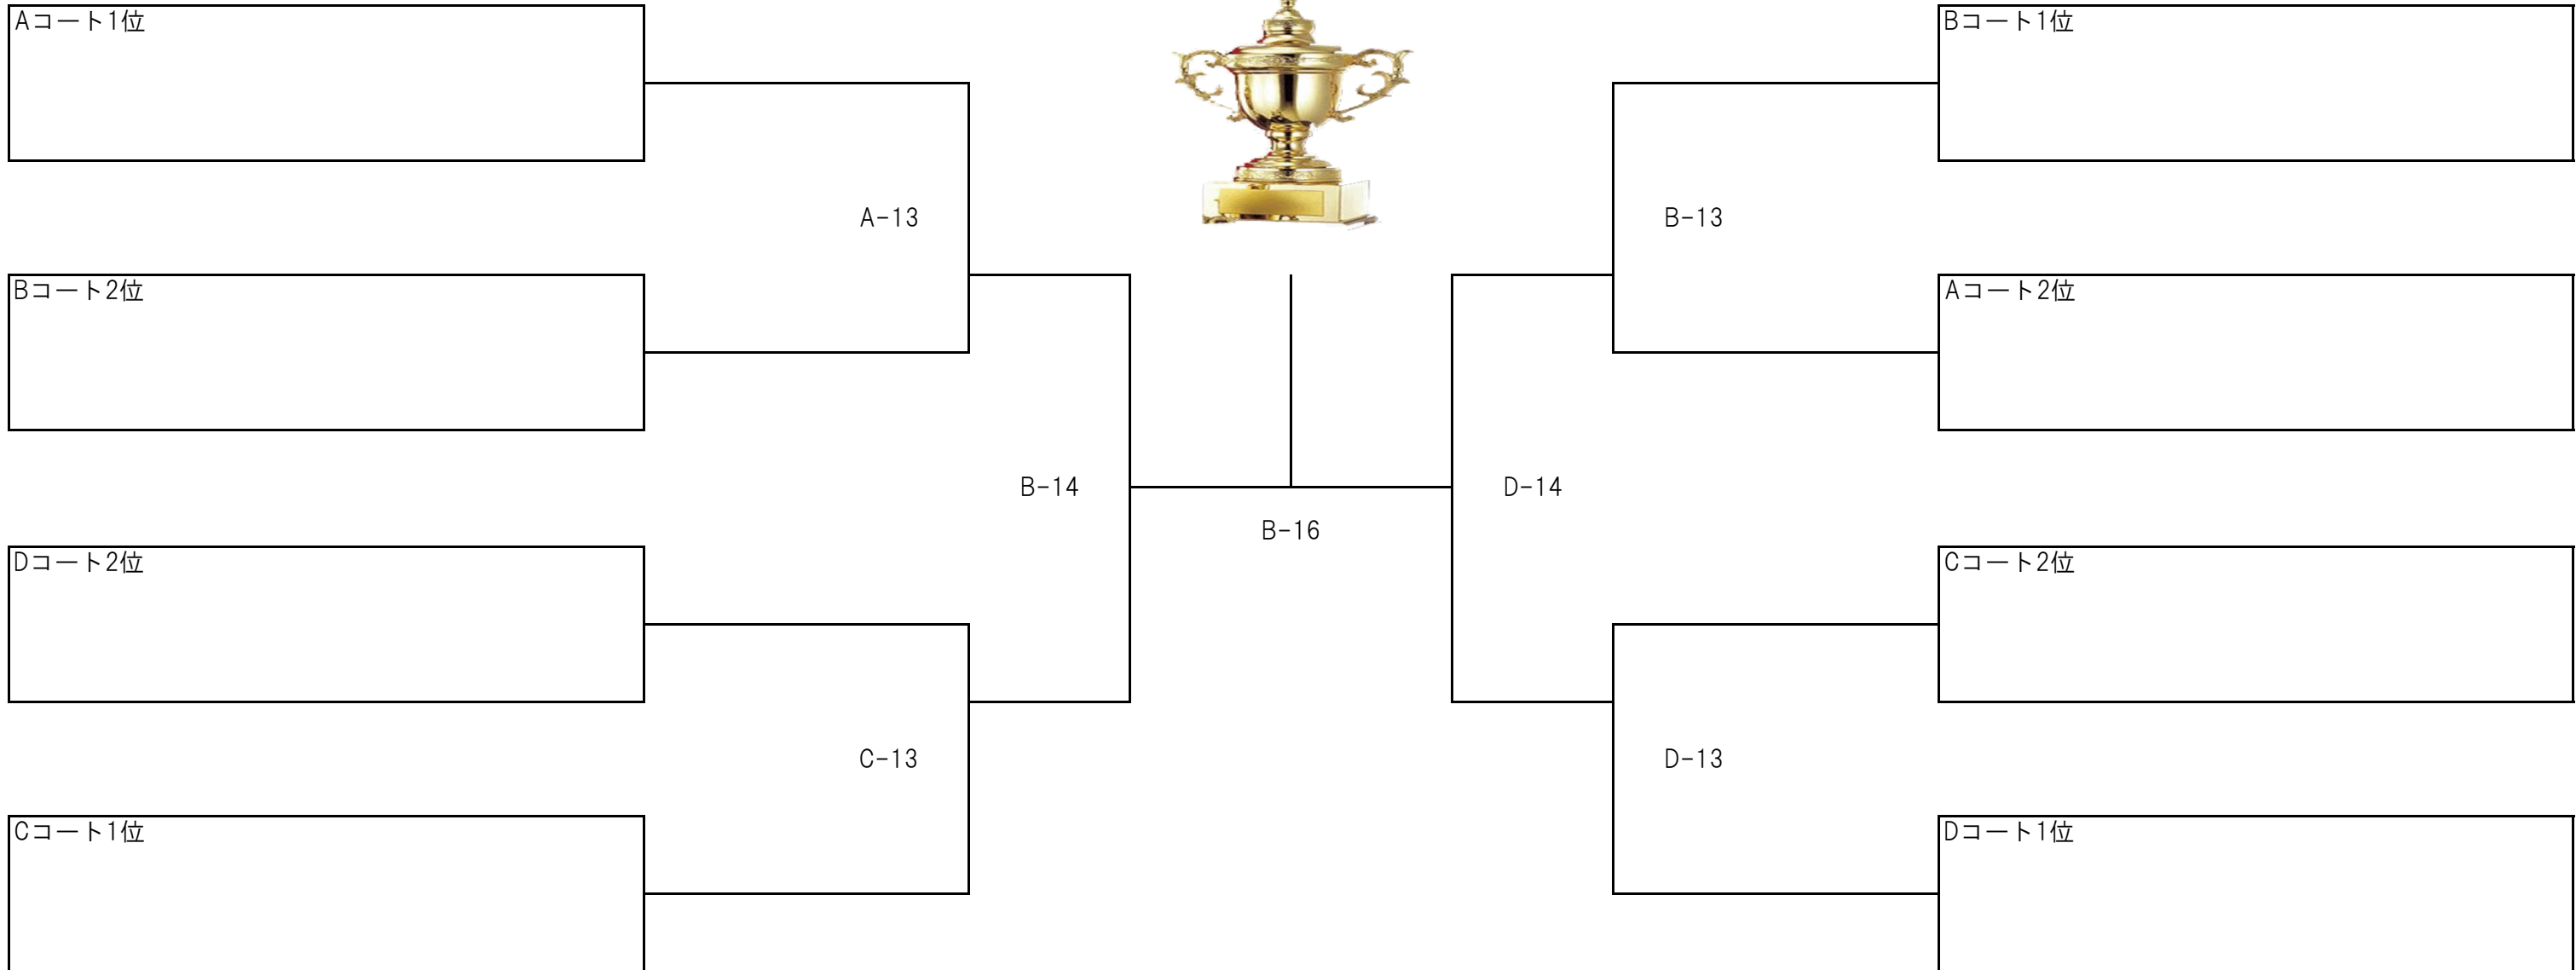 Aコート1位
Bコート1位
A-13
B-13
Bコート2位
Aコート2位
B-14
D-14
B-16
Dコート2位
Cコート2位
C-13
D-13
Cコート1位
Dコート1位